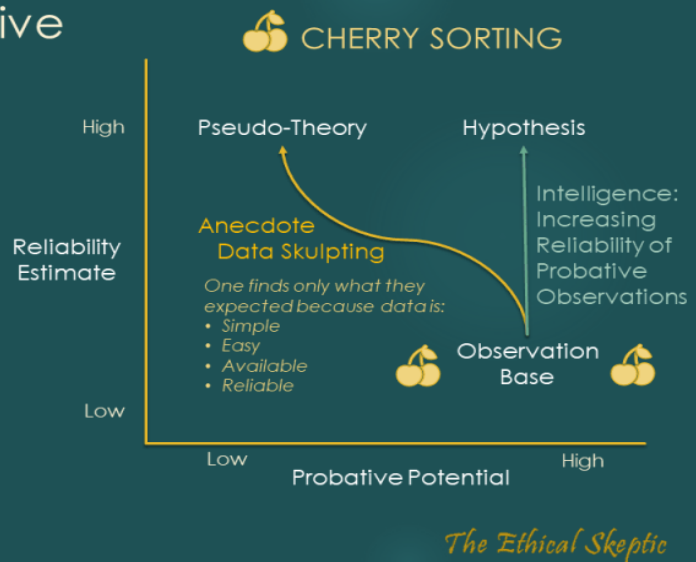 ive
CHERRY SORTING
High
Pseudo-Theory
Hypothesis
Reliability
Estimate
Anecdote
Data Skulpting
One finds only what they
expected because data is:
• Simple
• Easy
• Available
• Reliable
Intelligence:
Increasing
Reliability of
Probative
Observations
Observation
Base
Low
Low
High
Probative Potential
The Ethical Skeptic